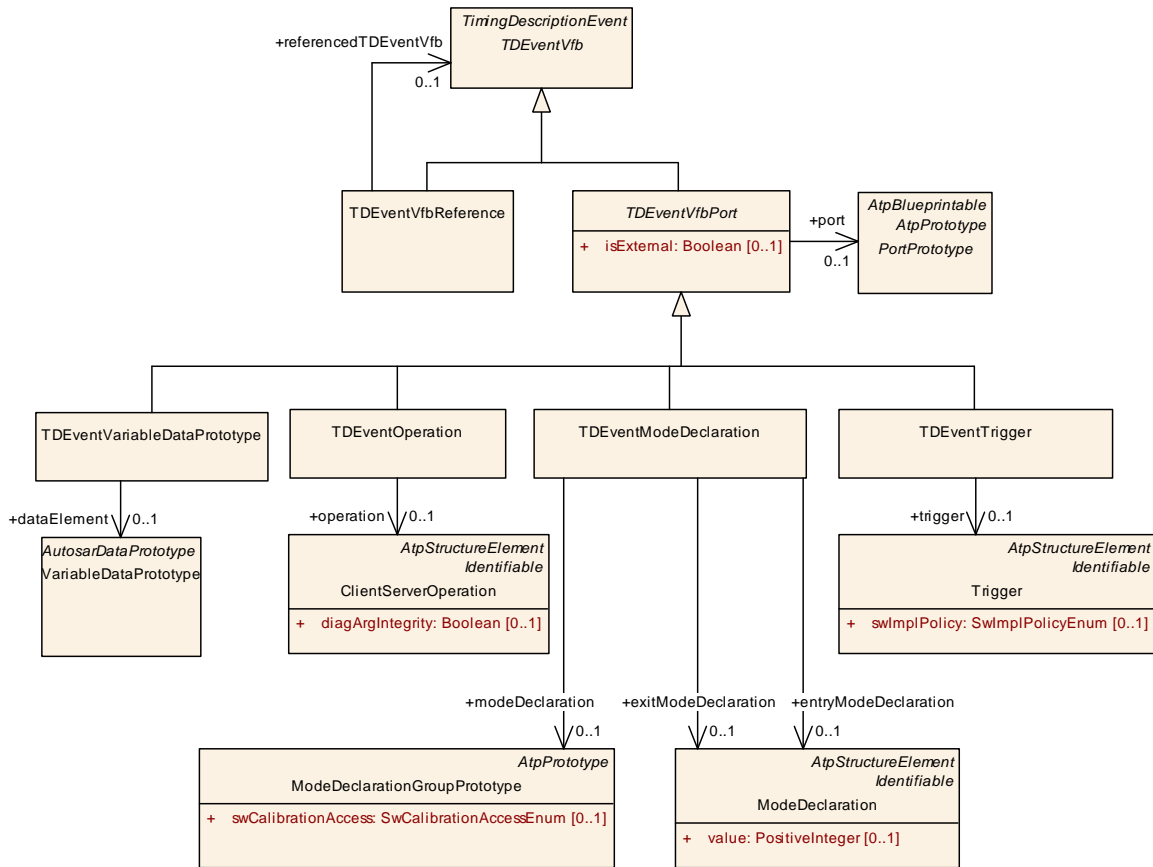 TimingDescriptionEvent
TDEventVfb
+referencedTDEventVfb
0..1
TDEventVfbReference
TDEventVfbPort
+ isExternal: Boolean [0..1]
+port
0..1
AtpBlueprintable
AtpPrototype
PortPrototype
TDEventVariableDataPrototype
TDEventOperation
TDEventModeDeclaration
TDEventTrigger
+dataElement
0..1
+operation
0..1
+trigger
0..1
AutosarDataPrototype
VariableDataPrototype
AtpStructureElement
Identifiable
ClientServerOperation
+ diagArgIntegrity: Boolean [0..1]
AtpStructureElement
Identifiable
Trigger
+ swImplPolicy: SwImplPolicyEnum [0..1]
+modeDeclaration
0..1
+exitModeDeclaration
0..1
+entryModeDeclaration
0..1
AtpPrototype
ModeDeclarationGroupPrototype
+ swCalibrationAccess: SwCalibrationAccessEnum [0..1]
AtpStructureElement
Identifiable
ModeDeclaration
+ value: PositiveInteger [0..1]